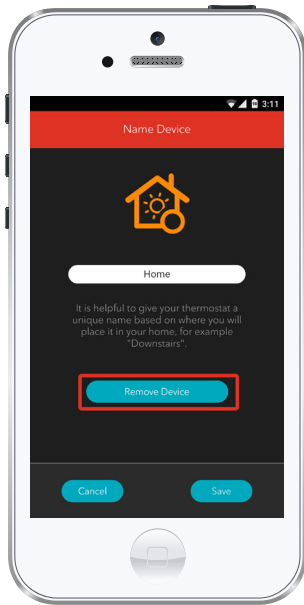 3:11
Name Device
Home
It is helpful to give your thermostat a
unique name based on where you will
place it in your home, for example
"Downstairs".
Remove Device
Cancel
Save